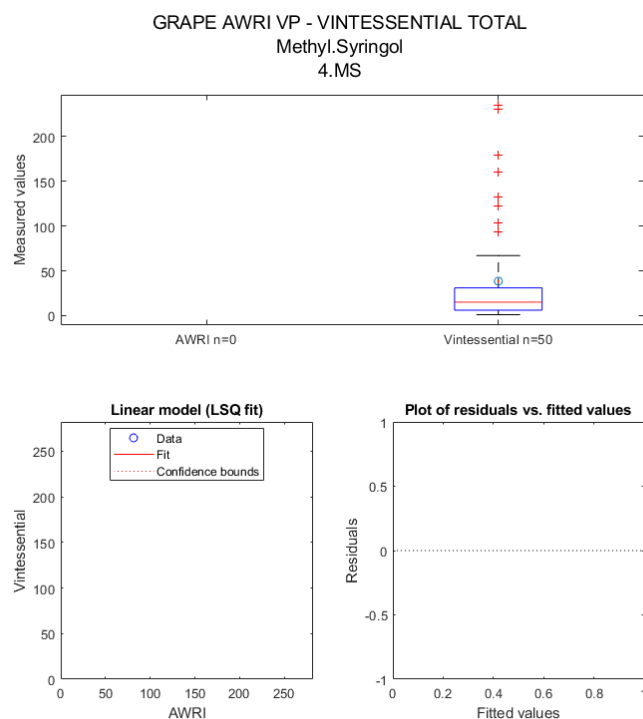 GRAPE AWRI VP - VINTESSENTIAL TOTAL
Methyl.Syringol
4.MS
Measured values
200
150
100
50
0
AWRI n=0
Vintessential n=50
Linear model (LSQ fit)
Data
Fit
Confidence bounds
Vintessential
250
200
150
100
50
0
0 50 100 150 200 250
AWRI
Plot of residuals vs. fitted values
Residuals
1
0.5
0
-0.5
-1
0 0.2 0.4 0.6 0.8 1
Fitted values